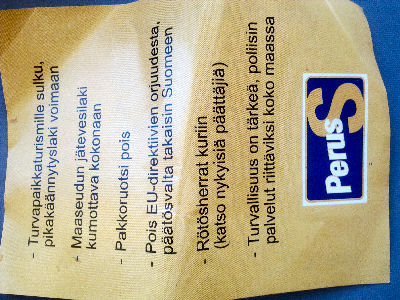 - Turvapaikkaturismille sulku,
pikakäännytyslaki voimaan
- Maaseudun jätevesilaki
kumottava kokonaan
- Pakkoruotsi pois
- Pois EU-direktiivien orjuudesta,
päätösvalta takaisin Suomeen
- Rötösherrat kuriin
(katso nykyisiä päättäjiä)
- Turvallisuus on tärkeä, poliisin
palvelut riittäviksi koko maassa
PerusS